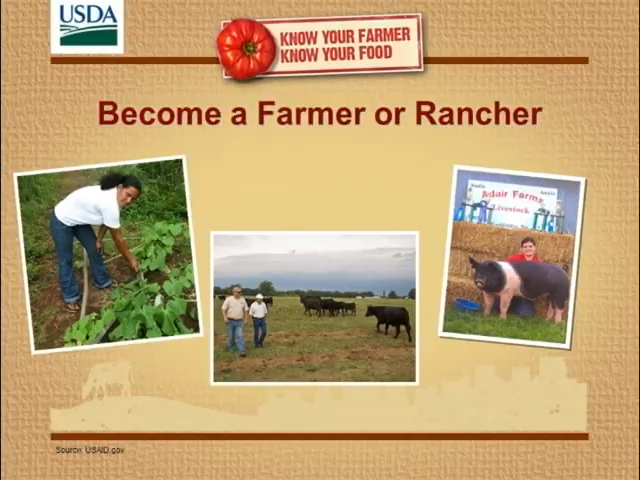 USDA
KNOW YOUR FARMER
KNOW YOUR FOOD
Become a Farmer or Rancher
Adair Farms
Livestock
Source: USAID.gov